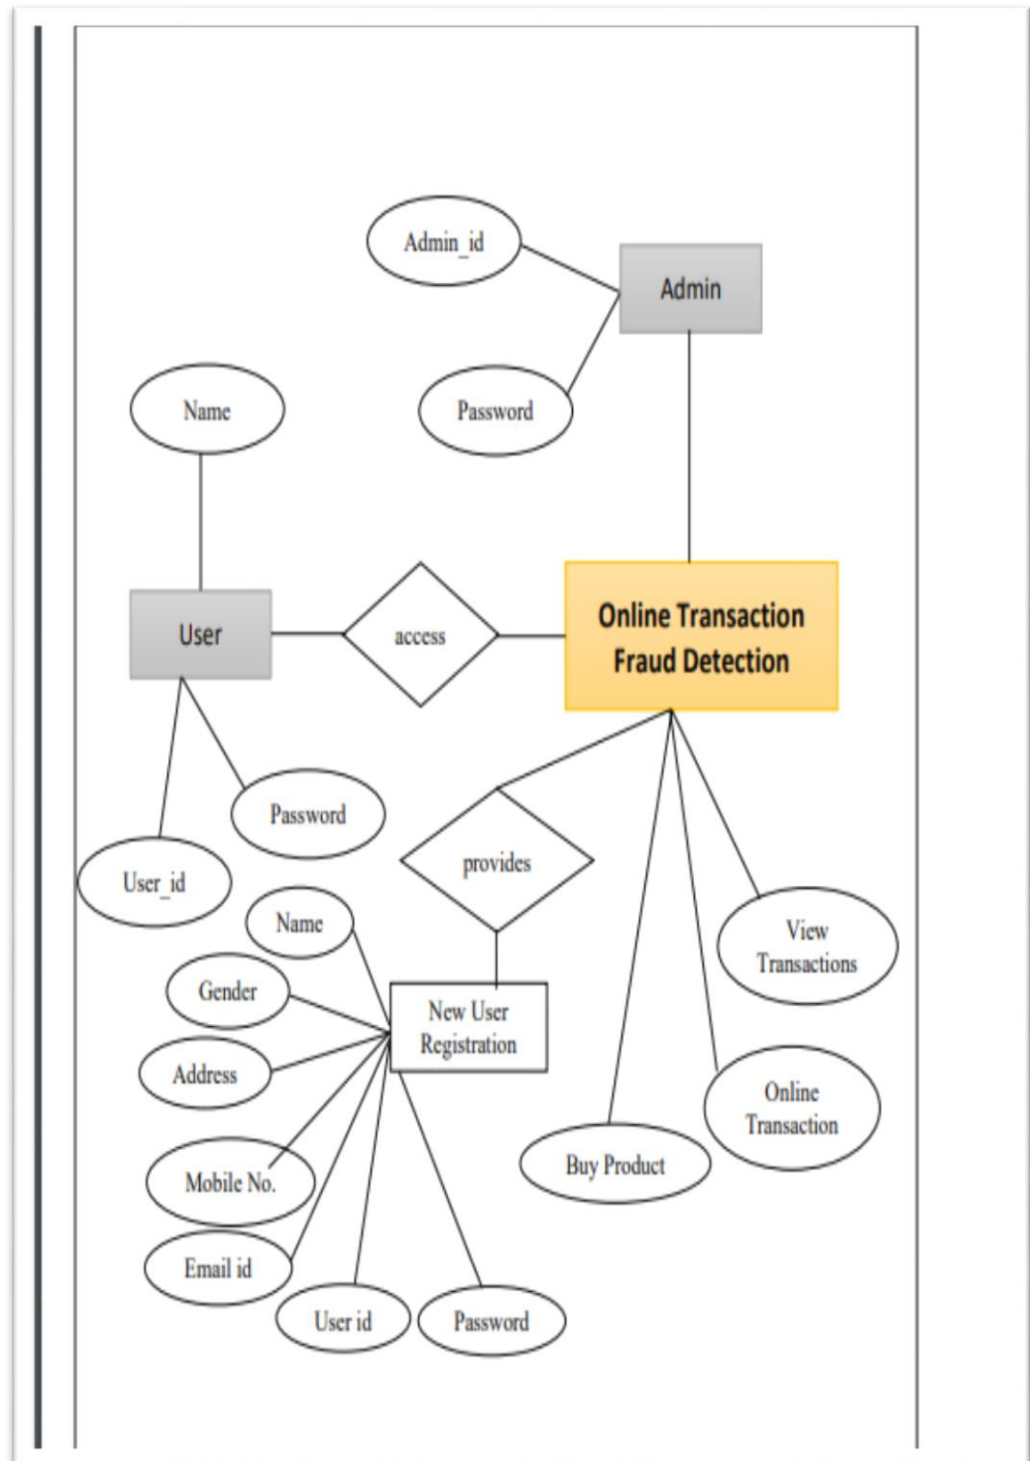 Admin_id
Admin
Name
Password
User
access
Online Transaction
Fraud Detection
Password
User_id
provides
Name
View
Transactions
Gender
New User
Registration
Address
Online
Transaction
Buy Product
Mobile No.
Email id
User id
Password